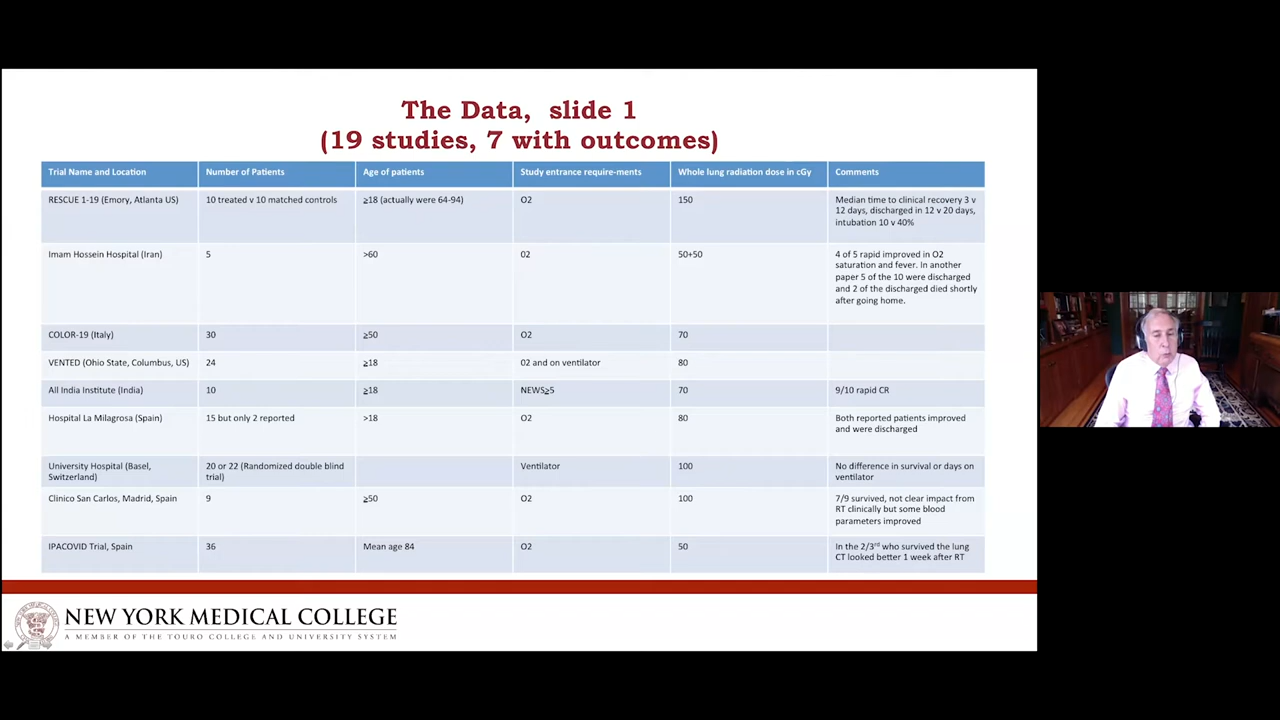 The Data, slide 1
(19 studies, 7 with outcomes)
Trial Name and Location
Number of Patients
Age of patients
Study entrance require-ments
Whole lung radiation dose in cGy
Comments
RESCUE 1-19 (Emory, Atlanta US)
10 treated v 10 matched controls
≥18 (actually were 64-94)
O2
150
Median time to clinical recovery 3 v
12 days, discharged in 12 v 20 days,
intubation 10 v 40%
Imam Hossein Hospital (Iran)
5
>60
02
50+50
4 of 5 rapid improved in O2
saturation and fever. In another
paper 5 of the 10 were discharged
and 2 of the discharged died shortly
after going home.
COLOR-19 (Italy)
30
≥50
O2
70
VENTED (Ohio State, Columbus, US)
24
≥18
02 and on ventilator
80
All India Institute (India)
10
≥18
NEWS≥5
70
9/10 rapid CR
Hospital La Milagrosa (Spain)
15 but only 2 reported
>18
O2
80
Both reported patients improved
and were discharged
University Hospital (Basel,
Switzerland)
20 or 22 (Randomized double blind
trial)
Ventilator
100
No difference in survival or days on
ventilator
Clinico San Carlos, Madrid, Spain
9
≥50
O2
100
7/9 survived, not clear impact from
RT clinically but some blood
parameters improved
IPACOVID Trial, Spain
36
Mean age 84
O2
50
In the 2/3rd who survived the lung
CT looked better 1 week after RT
NEW YORK MEDICAL COLLEGE
A MEMBER OF THE TOURO COLLEGE AND UNIVERSITY SYSTEM